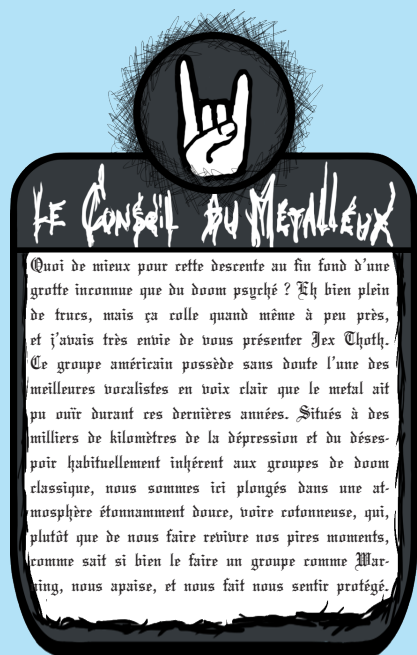 Le Conseil du Metalleux
Quoi de mieux pour cette descente au fin fond d'une
grotte inconnue que du doom psyché ? Eh bien plein
de trucs, mais ça colle quand même à peu près,
et j'avais très envie de vous présenter Jex Thoth.
Ce groupe américain possède sans doute l'une des
meilleures vocalistes en voix clair que le metal ait
pu ouïr durant ces dernières années. Situés à des
milliers de kilomètres de la dépression et du déses-
poir habituellement inhérent aux groupes de doom
classique, nous sommes ici plongés dans une at-
mosphère étonnamment douce, voire cotonneuse, qui,
plutôt que de nous faire revivre nos pires moments,
comme sait si bien le faire un groupe comme War-
ning, nous apaise, et nous fait nous sentir protégé.